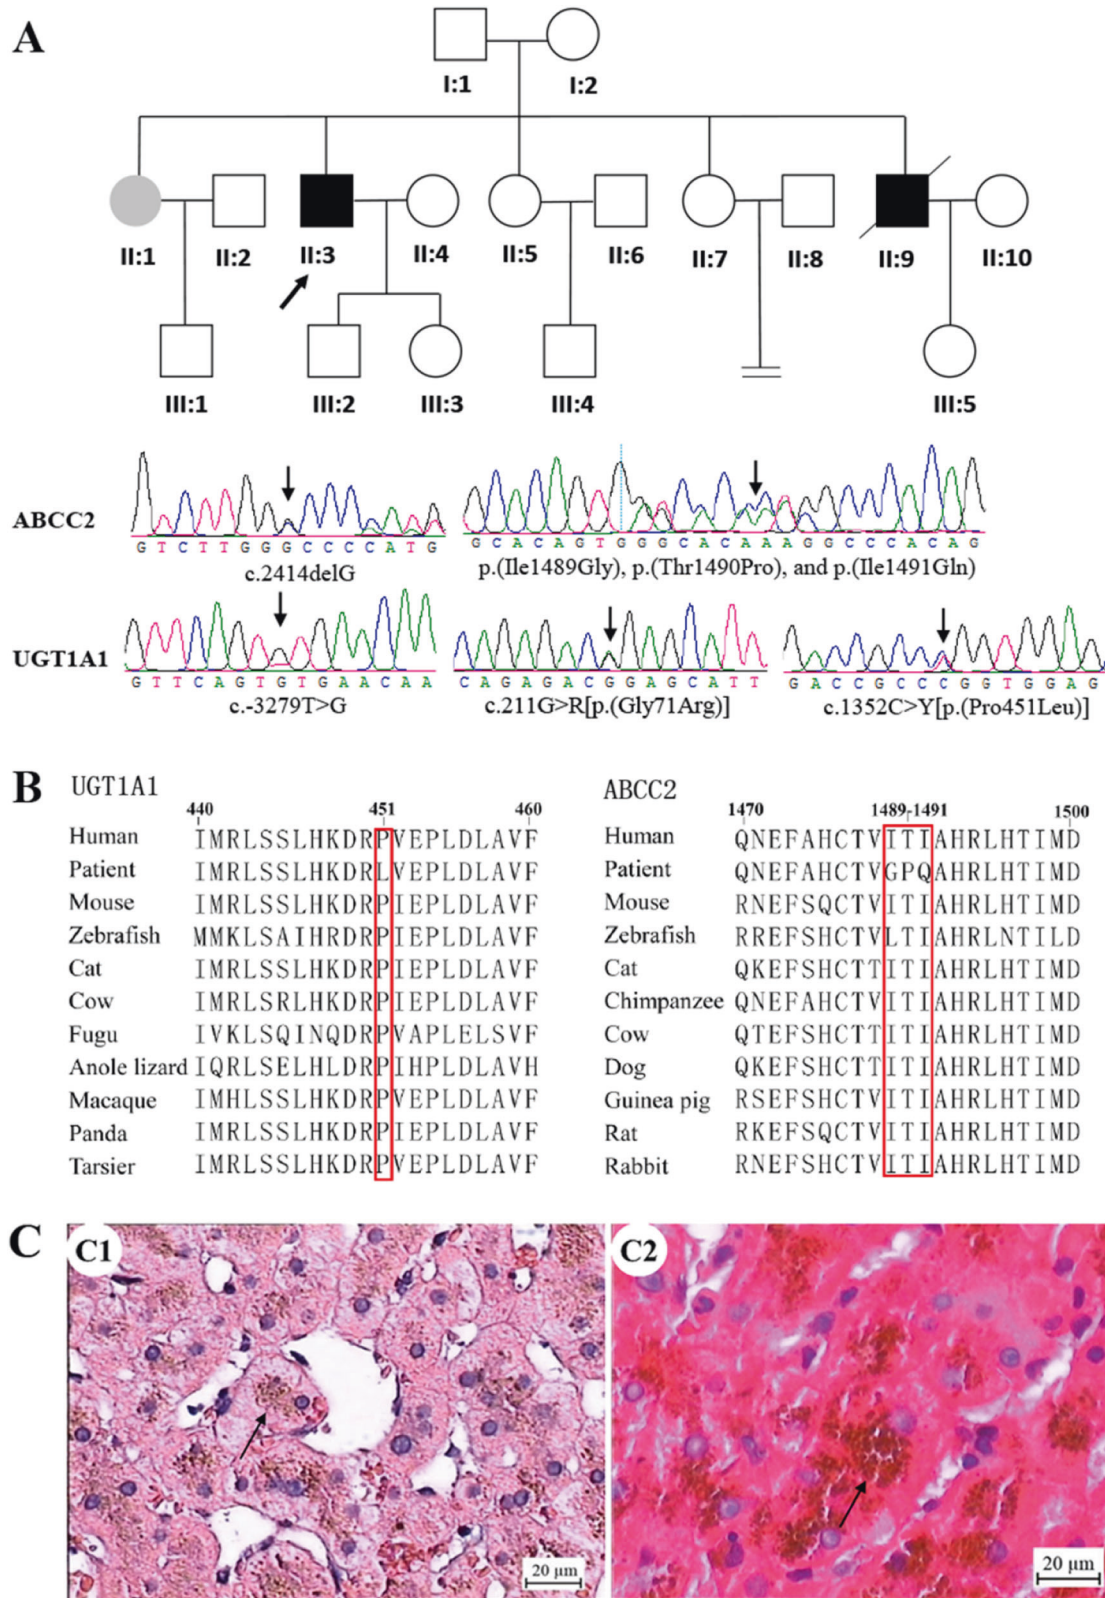 A
I:1 I:2
II:1 II:2 II:3 II:4 II:5 II:6 II:7 II:8 II:9 II:10
III:1 III:2 III:3 III:4 III:5
ABCC2
G T C T T G G G C C C C A T G
c.2414delG
G C A C A G T G G G C A C A A A G G C C C A C A G
p.(Ile1489Gly), p.(Thr1490Pro), and p.(Ile1491Gln)
UGT1A1
G T T C A G T G T G A A C A A
c.-3279T>G
C A G A G A C G G A G C A T T
c.211G>R[p.(Gly71Arg)]
G A C C G C C C G G T G G A G
c.1352C>Y[p.(Pro451Leu)]
B
UGT1A1
440 451 460
Human IMRLSSLHKDRPVEPLDLAVF
Patient IMRLSSLHKDRLVEPLDLAVF
Mouse IMRLSSLHKDRPIEPLDLAVF
Zebrafish MMKLSAIHRDRPIEPLDLAVF
Cat IMRLSSLHKDRPIEPLDLAVF
Cow IMRLSRLHKDRPIEPLDLAVF
Fugu IVKLSQINQDRPVAPLELSVF
Anole lizard IQRLSELHLDRPIHPLDLAVH
Macaque IMHLSSLHKDRPVEPLDLAVF
Panda IMRLSSLHKDRPIEPLDLAVF
Tarsier IMRLSSLHKDRPVEPLDLAVF
ABCC2
1470 1489-1491 1500
Human QNEFAHCTVITIAHRLHTIMD
Patient QNEFAHCTVGPQAHRLHTIMD
Mouse RNEFSQCTVITIAHRLHTIMD
Zebrafish RREFSHCTVLTIAHRLNTILD
Cat QKEFSHCTTITIAHRLHTIMD
Chimpanzee QNEFAHCTVITIAHRLHTIMD
Cow QTEFSHCTTITIAHRLHTIMD
Dog QKEFSHCTTITIAHRLHTIMD
Guinea pig RSEFSHCTVITIAHRLHTIMD
Rat RKEFSQCTVITIAHRLHTIMD
Rabbit RNEFSHCTVITIAHRLHTIMD
C
C1
20 μm
C2
20 μm